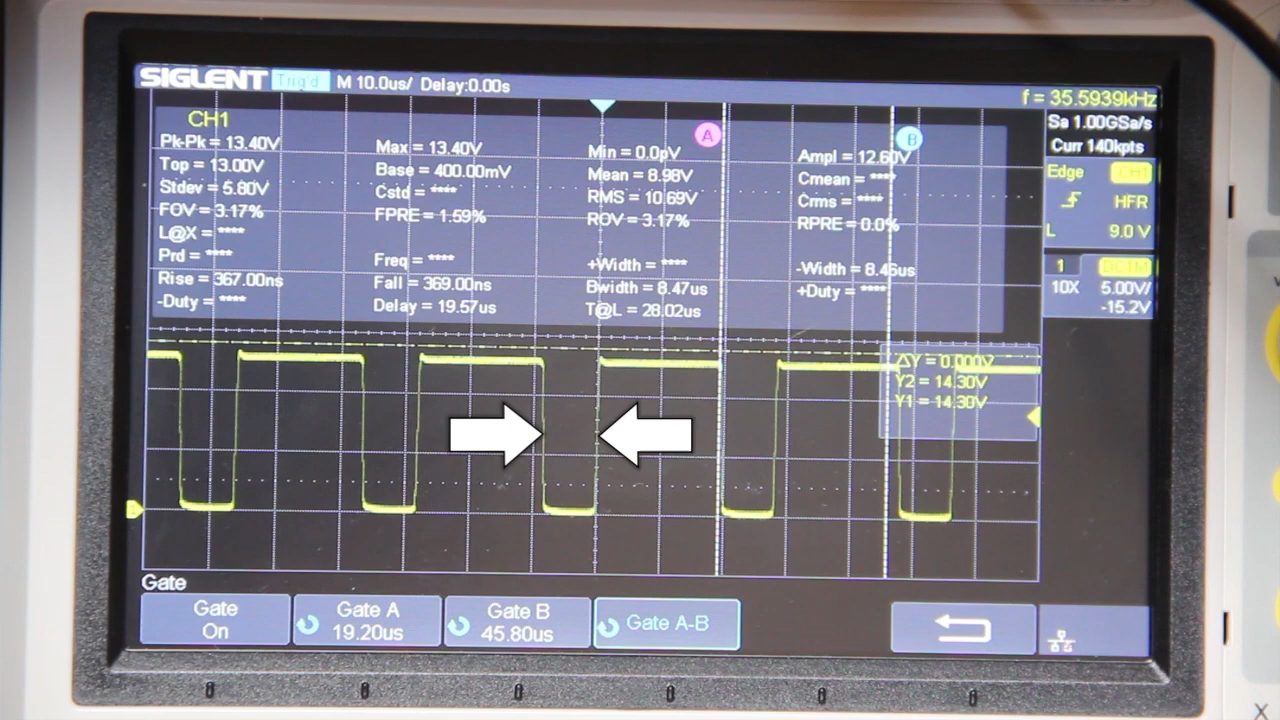 SIGLENT Trig'd M 10.0us/ Delay:0.00s
f = 35.5939kHz
Sa 1.00GSa/s
Curr 140kpts
CH1
Pk-Pk = 13.40V Max = 13.40V Min = 0.0pV Ampl = 12.60V
Top = 13.00V Base = 400.00mV Mean = 8.98V Cmean = ****
Stdev = 5.80V Cstd = **** RMS = 10.69V Crms = ****
FOV = 3.17% FPRE = 1.59% ROV = 3.17% RPRE = 0.0%
L@X = ****
Prd = **** Freq = **** +Width = **** -Width = 8.46us
Rise = 367.00ns Fall = 369.00ns Bwidth = 8.47us +Duty = ****
-Duty = **** Delay = 19.57us T@L = 28.02us
A
B
Edge CH1
HFR
L 9.0 V
1 DC1M
10X 5.00V/
-15.2V
ΔY = 0.000V
Y2 = 14.30V
Y1 = 14.30V
1
Gate
Gate On
Gate A 19.20us
Gate B 45.80us
Gate A-B
X